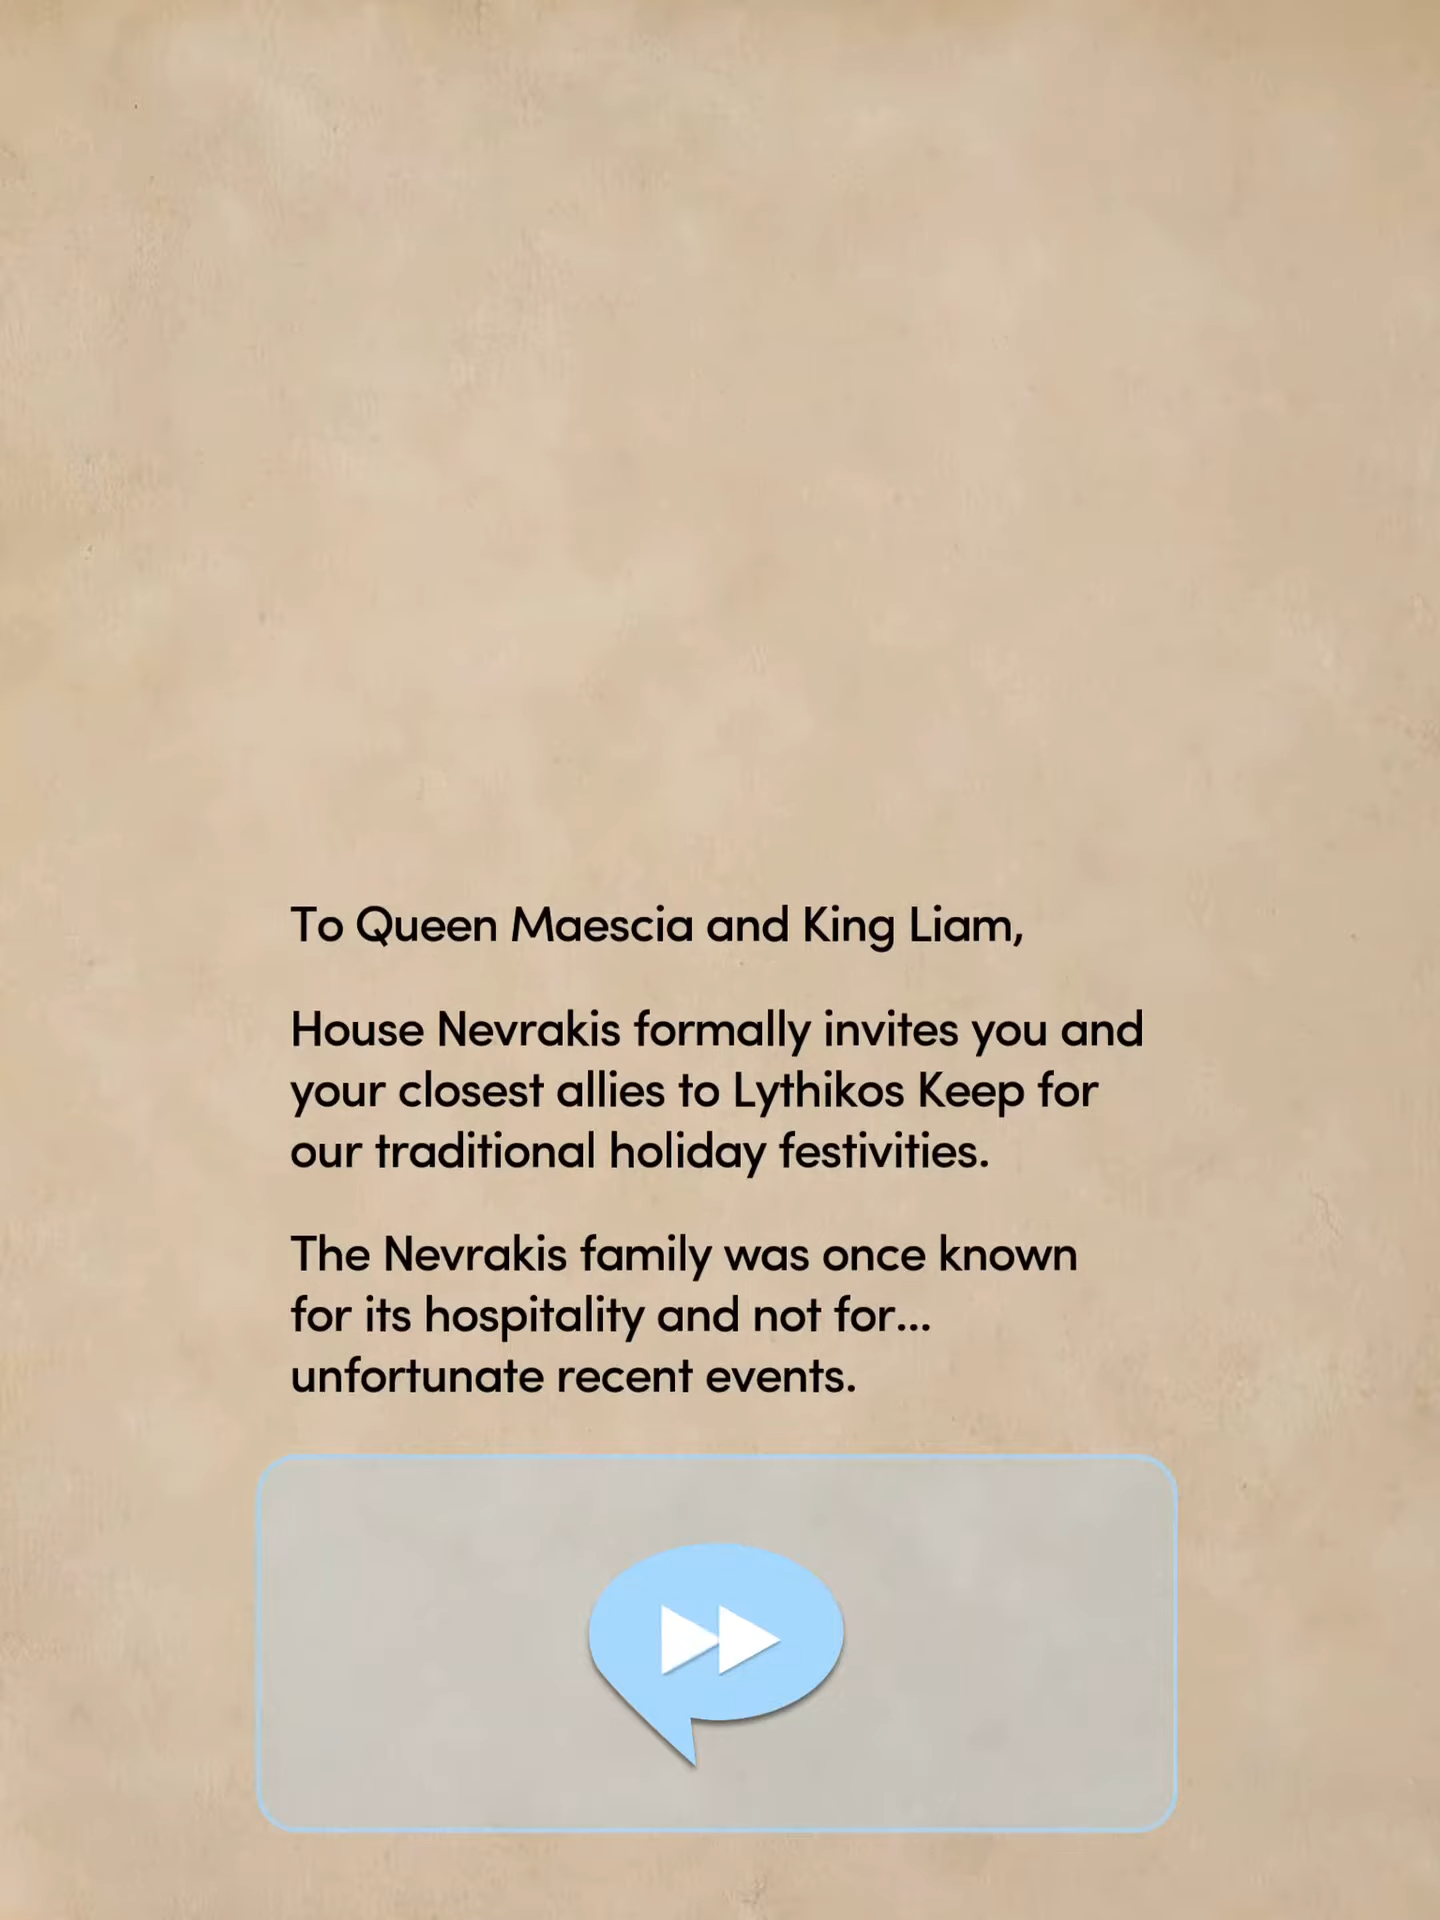 To Queen Maescia and King Liam,
House Nevrakis formally invites you and
your closest allies to Lythikos Keep for
our traditional holiday festivities.
The Nevrakis family was once known
for its hospitality and not for...
unfortunate recent events.